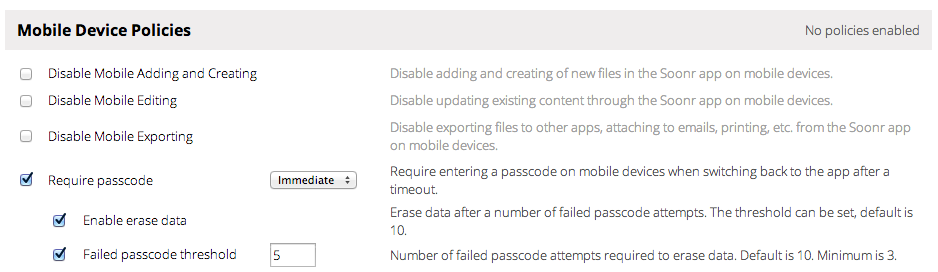 Mobile Device Policies No policies enabled
Disable Mobile Adding and Creating Disable adding and creating of new files in the Soonr app on mobile devices.
Disable Mobile Editing Disable updating existing content through the Soonr app on mobile devices.
Disable Mobile Exporting Disable exporting files to other apps, attaching to emails, printing, etc. from the Soonr app
on mobile devices.
Require passcode Immediate Require entering a passcode on mobile devices when switching back to the app after a
timeout.
Enable erase data Erase data after a number of failed passcode attempts. The threshold can be set, default is
10.
Failed passcode threshold 5 Number of failed passcode attempts required to erase data. Default is 10. Minimum is 3.